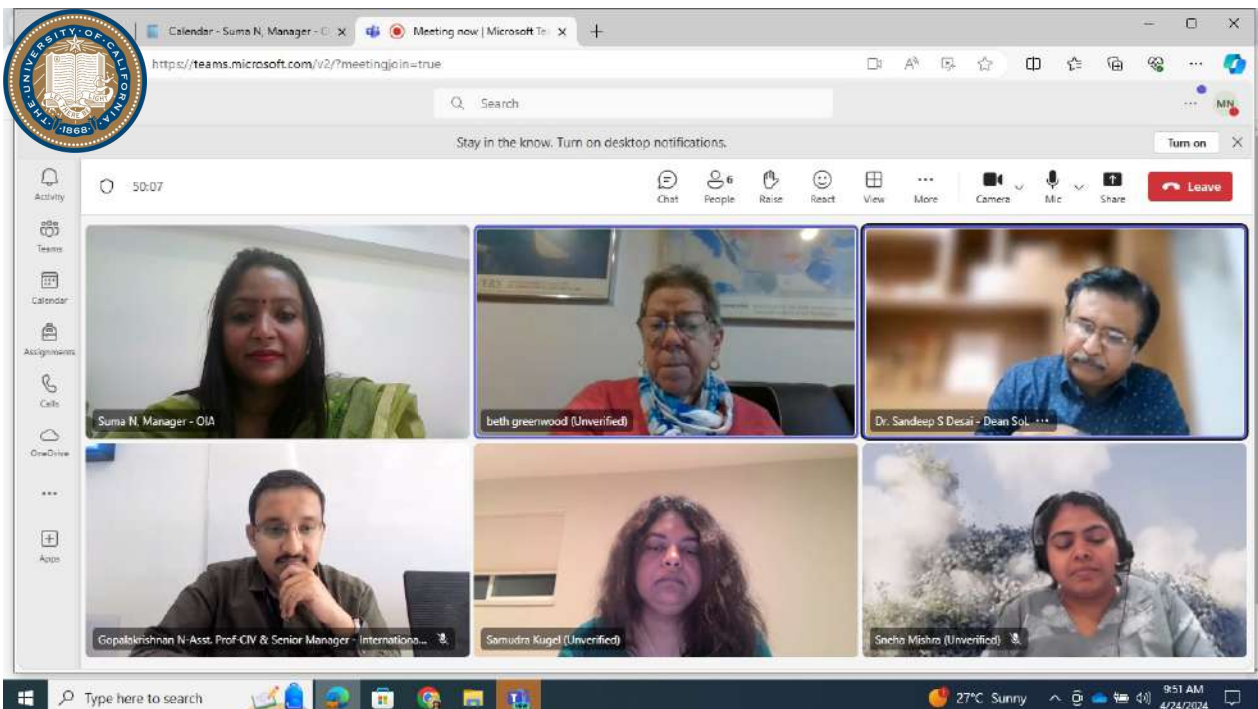 THE·UNIVERSITY·OF·CALIFORNIA
LET THERE BE LIGHT
·1868·
Calendar - Suma N, Manager - O
Meeting now | Microsoft Te
https://teams.microsoft.com/v2/?meetingjoin=true
Search
MN
Stay in the know. Turn on desktop notifications.
Turn on
50:07
6
Chat
People
Raise
React
View
More
Camera
Mic
Share
Leave
Activity
Teams
Calendar
Assignments
Calls
OneDrive
Apps
Suma N, Manager - OIA
beth greenwood (Unverified)
Dr. Sandeep S Desai - Dean SoL ···
Gopalakrishnan N-Asst. Prof-CIV & Senior Manager - Internationa...
Samudra Kugel (Unverified)
Sneha Mishra (Unverified)
Type here to search
27°C Sunny
9:51 AM
4/24/2024